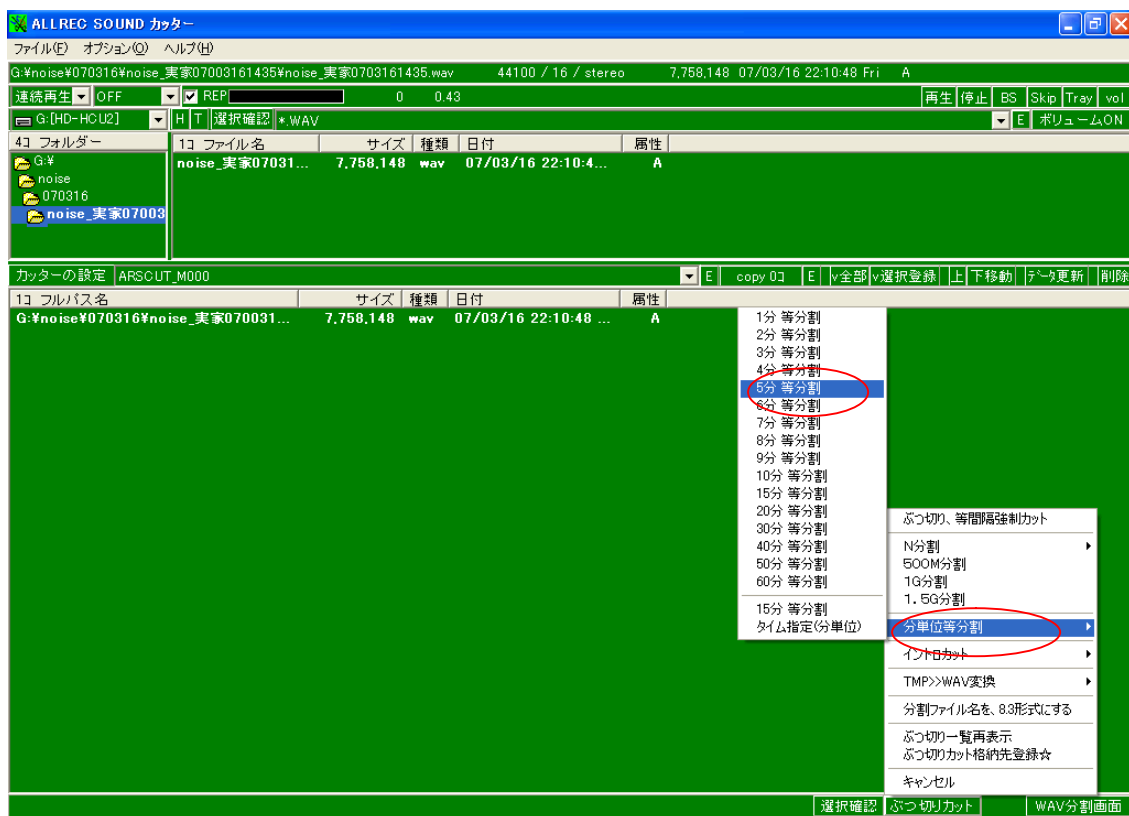 ALLREC SOUND カッター
ファイル(F) オプション(O) ヘルプ(H)
G:¥noise¥070316¥noise_実家07003161435¥noise_実家0703161435.wav 44100 / 16 / stereo 7,758,148 07/03/16 22:10:48 Fri A
連続再生 OFF REP 0 0.43 再生 停止 BS Skip Tray vol
G:[HD-HCU2] H T 選択確認 *.WAV E ボリュームON
4コ フォルダー 1コ ファイル名 サイズ 種類 日付 属性
G:¥ noise_実家07031... 7,758,148 wav 07/03/16 22:10:4... A
noise
070316
noise_実家07003
カッターの設定 ARSCUT_M000 E copy 0コ E v全部 v選択登録 上 下移動 データ更新 削除
1コ フルパス名 サイズ 種類 日付 属性
G:¥noise¥070316¥noise_実家070031... 7,758,148 wav 07/03/16 22:10:48 ... A
1分 等分割
2分 等分割
3分 等分割
4分 等分割
5分 等分割
6分 等分割
7分 等分割
8分 等分割
9分 等分割
10分 等分割
15分 等分割
20分 等分割
30分 等分割
40分 等分割
50分 等分割
60分 等分割
15分 等分割
タイム指定(分単位)
ぶつ切り、等間隔強制カット
N分割
500M分割
1G分割
1.5G分割
分単位等分割
イントロカット
TMP>>WAV変換
分割ファイル名を、8.3形式にする
ぶつ切り一覧再表示
ぶつ切りカット格納先登録☆
キャンセル
選択確認 ぶつ切りカット WAV分割画面